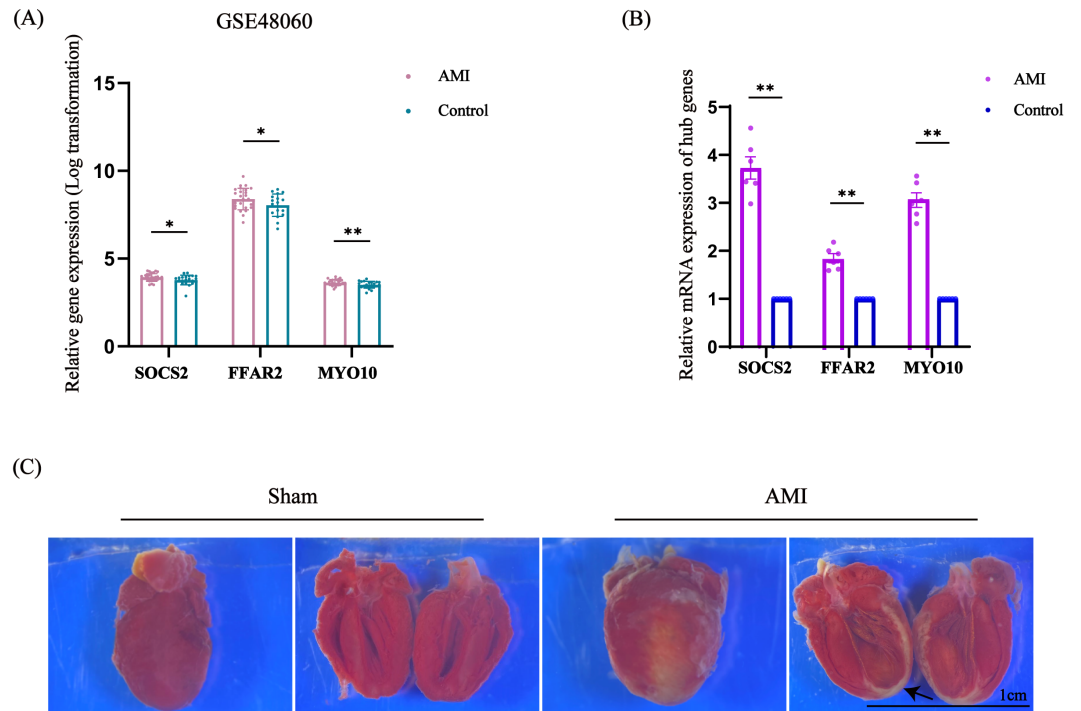 (A)
GSE48060
Relative gene expression (Log transformation)
15
10
5
0
AMI
Control
*
*
**
SOCS2
FFAR2
MYO10
(B)
Relative mRNA expression of hub genes
5
4
3
2
1
0
AMI
Control
**
**
**
SOCS2
FFAR2
MYO10
(C)
Sham
AMI
1cm